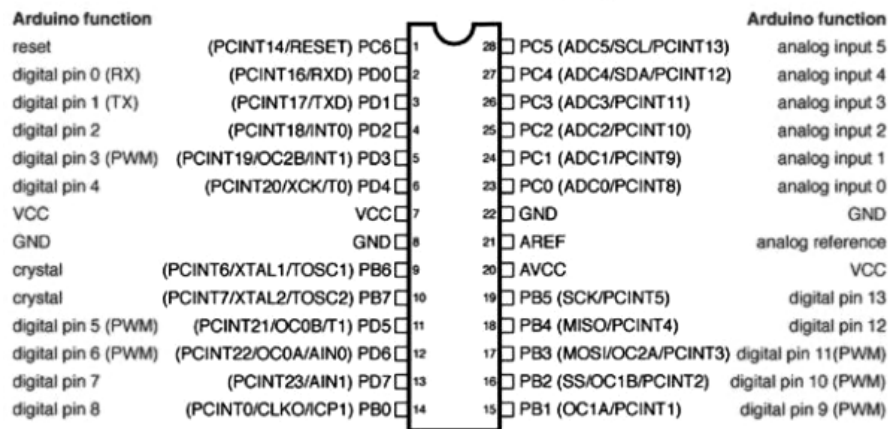 Arduino function Arduino function
reset (PCINT14/RESET) PC6 1 28 PC5 (ADC5/SCL/PCINT13) analog input 5
digital pin 0 (RX) (PCINT16/RXD) PD0 2 27 PC4 (ADC4/SDA/PCINT12) analog input 4
digital pin 1 (TX) (PCINT17/TXD) PD1 3 26 PC3 (ADC3/PCINT11) analog input 3
digital pin 2 (PCINT18/INT0) PD2 4 25 PC2 (ADC2/PCINT10) analog input 2
digital pin 3 (PWM) (PCINT19/OC2B/INT1) PD3 5 24 PC1 (ADC1/PCINT9) analog input 1
digital pin 4 (PCINT20/XCK/T0) PD4 6 23 PC0 (ADC0/PCINT8) analog input 0
VCC VCC 7 22 GND GND
GND GND 8 21 AREF analog reference
crystal (PCINT6/XTAL1/TOSC1) PB6 9 20 AVCC VCC
crystal (PCINT7/XTAL2/TOSC2) PB7 10 19 PB5 (SCK/PCINT5) digital pin 13
digital pin 5 (PWM) (PCINT21/OC0B/T1) PD5 11 18 PB4 (MISO/PCINT4) digital pin 12
digital pin 6 (PWM) (PCINT22/OC0A/AIN0) PD6 12 17 PB3 (MOSI/OC2A/PCINT3) digital pin 11(PWM)
digital pin 7 (PCINT23/AIN1) PD7 13 16 PB2 (SS/OC1B/PCINT2) digital pin 10 (PWM)
digital pin 8 (PCINT0/CLKO/ICP1) PB0 14 15 PB1 (OC1A/PCINT1) digital pin 9 (PWM)